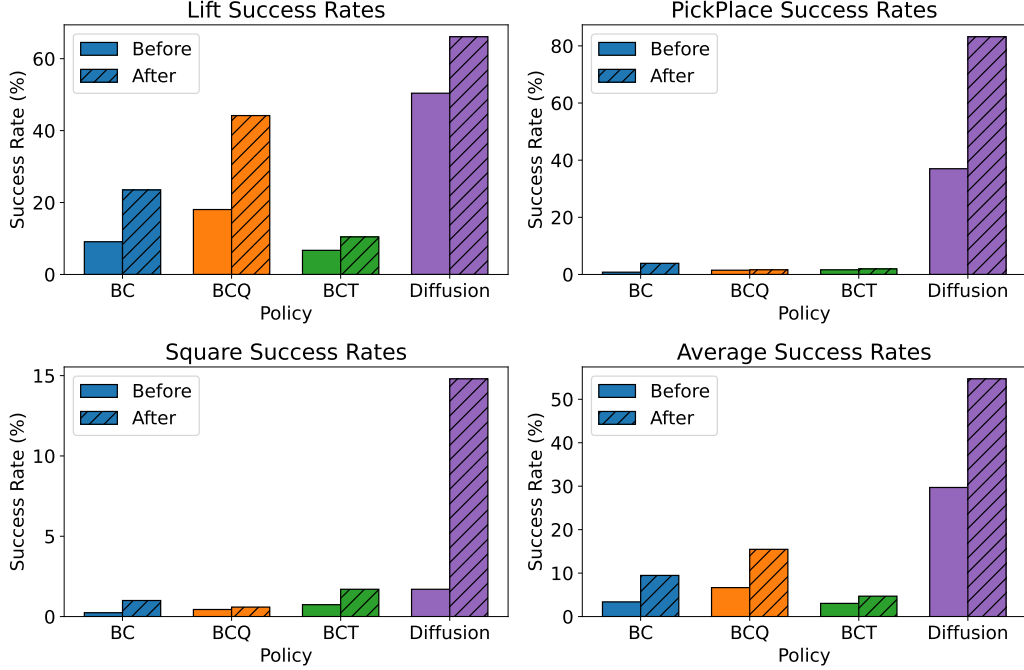 Lift Success Rates
Success Rate (%)
60
40
20
0
Before
After
BC
BCQ
BCT
Diffusion
Policy
PickPlace Success Rates
Success Rate (%)
80
60
40
20
0
Before
After
BC
BCQ
BCT
Diffusion
Policy
Square Success Rates
Success Rate (%)
15
10
5
0
Before
After
BC
BCQ
BCT
Diffusion
Policy
Average Success Rates
Success Rate (%)
50
40
30
20
10
0
Before
After
BC
BCQ
BCT
Diffusion
Policy